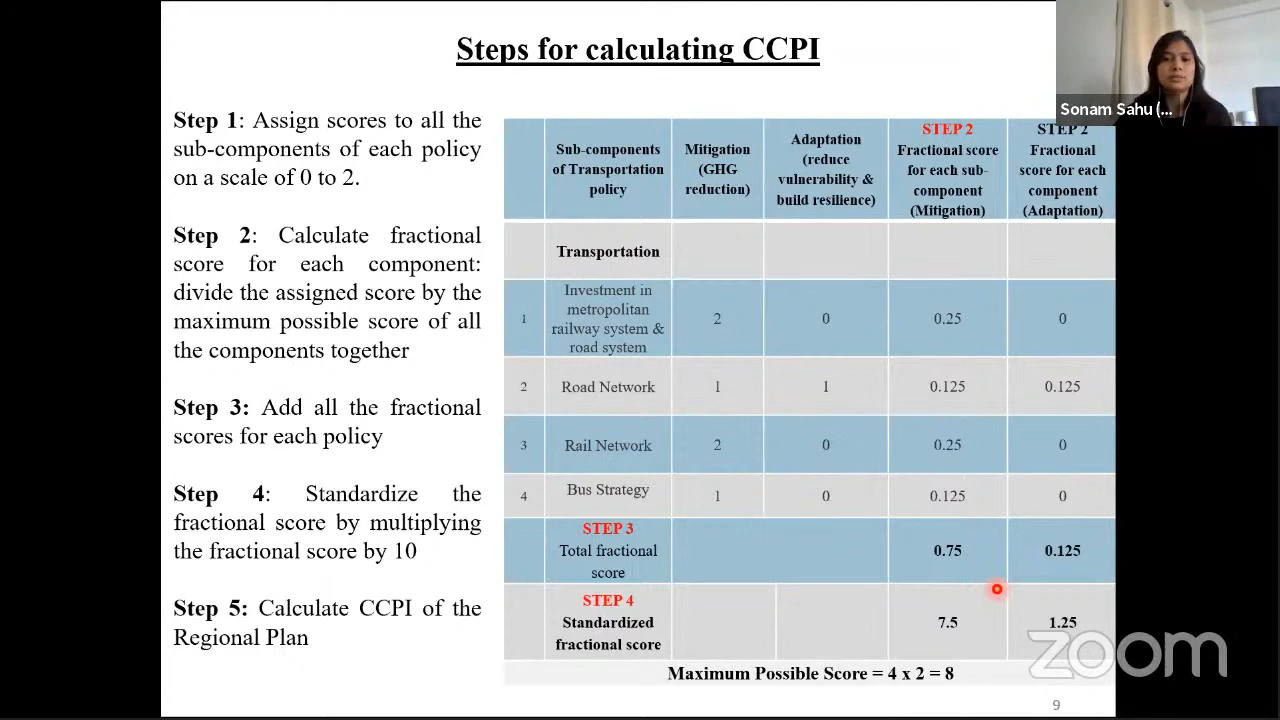 Steps for calculating CCPI
Sonam Sahu (...
Step 1: Assign scores to all the
sub-components of each policy
on a scale of 0 to 2.
Step 2: Calculate fractional
score for each component:
divide the assigned score by the
maximum possible score of all
the components together
Step 3: Add all the fractional
scores for each policy
Step 4: Standardize the
fractional score by multiplying
the fractional score by 10
Step 5: Calculate CCPI of the
Regional Plan
Sub-components
of Transportation
policy
Mitigation
(GHG
reduction)
Adaptation
(reduce
vulnerability &
build resilience)
STEP 2
Fractional score
for each sub-
component
(Mitigation)
STEP 2
Fractional
score for each
component
(Adaptation)
Transportation
1
Investment in
metropolitan
railway system &
road system
2
0
0.25
0
2
Road Network
1
1
0.125
0.125
3
Rail Network
2
0
0.25
0
4
Bus Strategy
1
0
0.125
0
STEP 3
Total fractional
score
0.75
0.125
STEP 4
Standardized
fractional score
7.5
1.25
Maximum Possible Score = 4 x 2 = 8
zoom
9